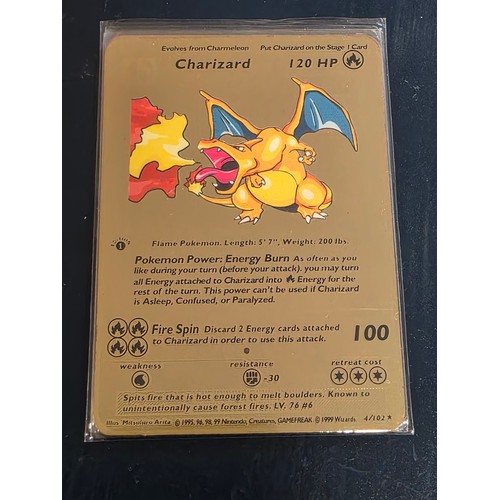 Evolves from Charmeleon Put Charizard on the Stage 1 Card
Charizard 120 HP
1
Flame Pokemon. Length: 5' 7", Weight: 200 lbs.
Pokemon Power: Energy Burn As often as you
like during your turn (before your attack). you may turn
all Energy attached to Charizard into Energy for the
rest of the turn. This power can't be used if Charizard
is Asleep, Confused, or Paralyzed.
Fire Spin Discard 2 Energy cards attached
to Charizard in order to use this attack.
100
weakness resistance retreat cost
-30
Spits fire that is hot enough to melt boulders. Known to
unintentionally cause forest fires. LV. 76 #6
Illus. Mitsuhiro Arita © 1995, 96, 98, 99 Nintendo, Creatures, GAMEFREAK. © 1999 Wizards 4/102 ★